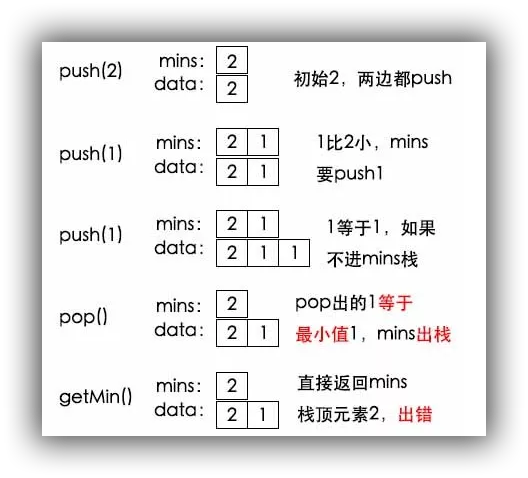 push(2) mins: 2 初始2，两边都push
data: 2
push(1) mins: 2 1 1比2小，mins
data: 2 1 要push1
push(1) mins: 2 1 1等于1，如果
data: 2 1 1 不进mins栈
pop() mins: 2 pop出的1等于
data: 2 1 最小值1，mins出栈
getMin() mins: 2 直接返回mins
data: 2 1 栈顶元素2，出错